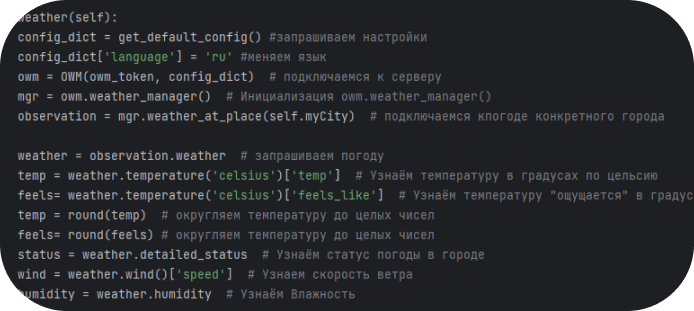 weather(self):
config_dict = get_default_config() #запрашиваем настройки
config_dict['language'] = 'ru' #меняем язык
owm = OWM(owm_token, config_dict)  # подключаемся к серверу
mgr = owm.weather_manager()  # Инициализация owm.weather_manager()
observation = mgr.weather_at_place(self.myCity)  # подключаемся кпогоде конкретного города
weather = observation.weather  # запрашиваем погоду
temp = weather.temperature('celsius')['temp']  # Узнаём температуру в градусах по цельсию
feels= weather.temperature('celsius')['feels_like']  # Узнаём температуру "ощущается" в градус
temp = round(temp)  # округляем температуру до целых чисел
feels= round(feels) # округляем температуру до целых чисел
status = weather.detailed_status  # Узнаём статус погоды в городе
wind = weather.wind()['speed']  # Узнаем скорость ветра
humidity = weather.humidity  # Узнаём Влажность